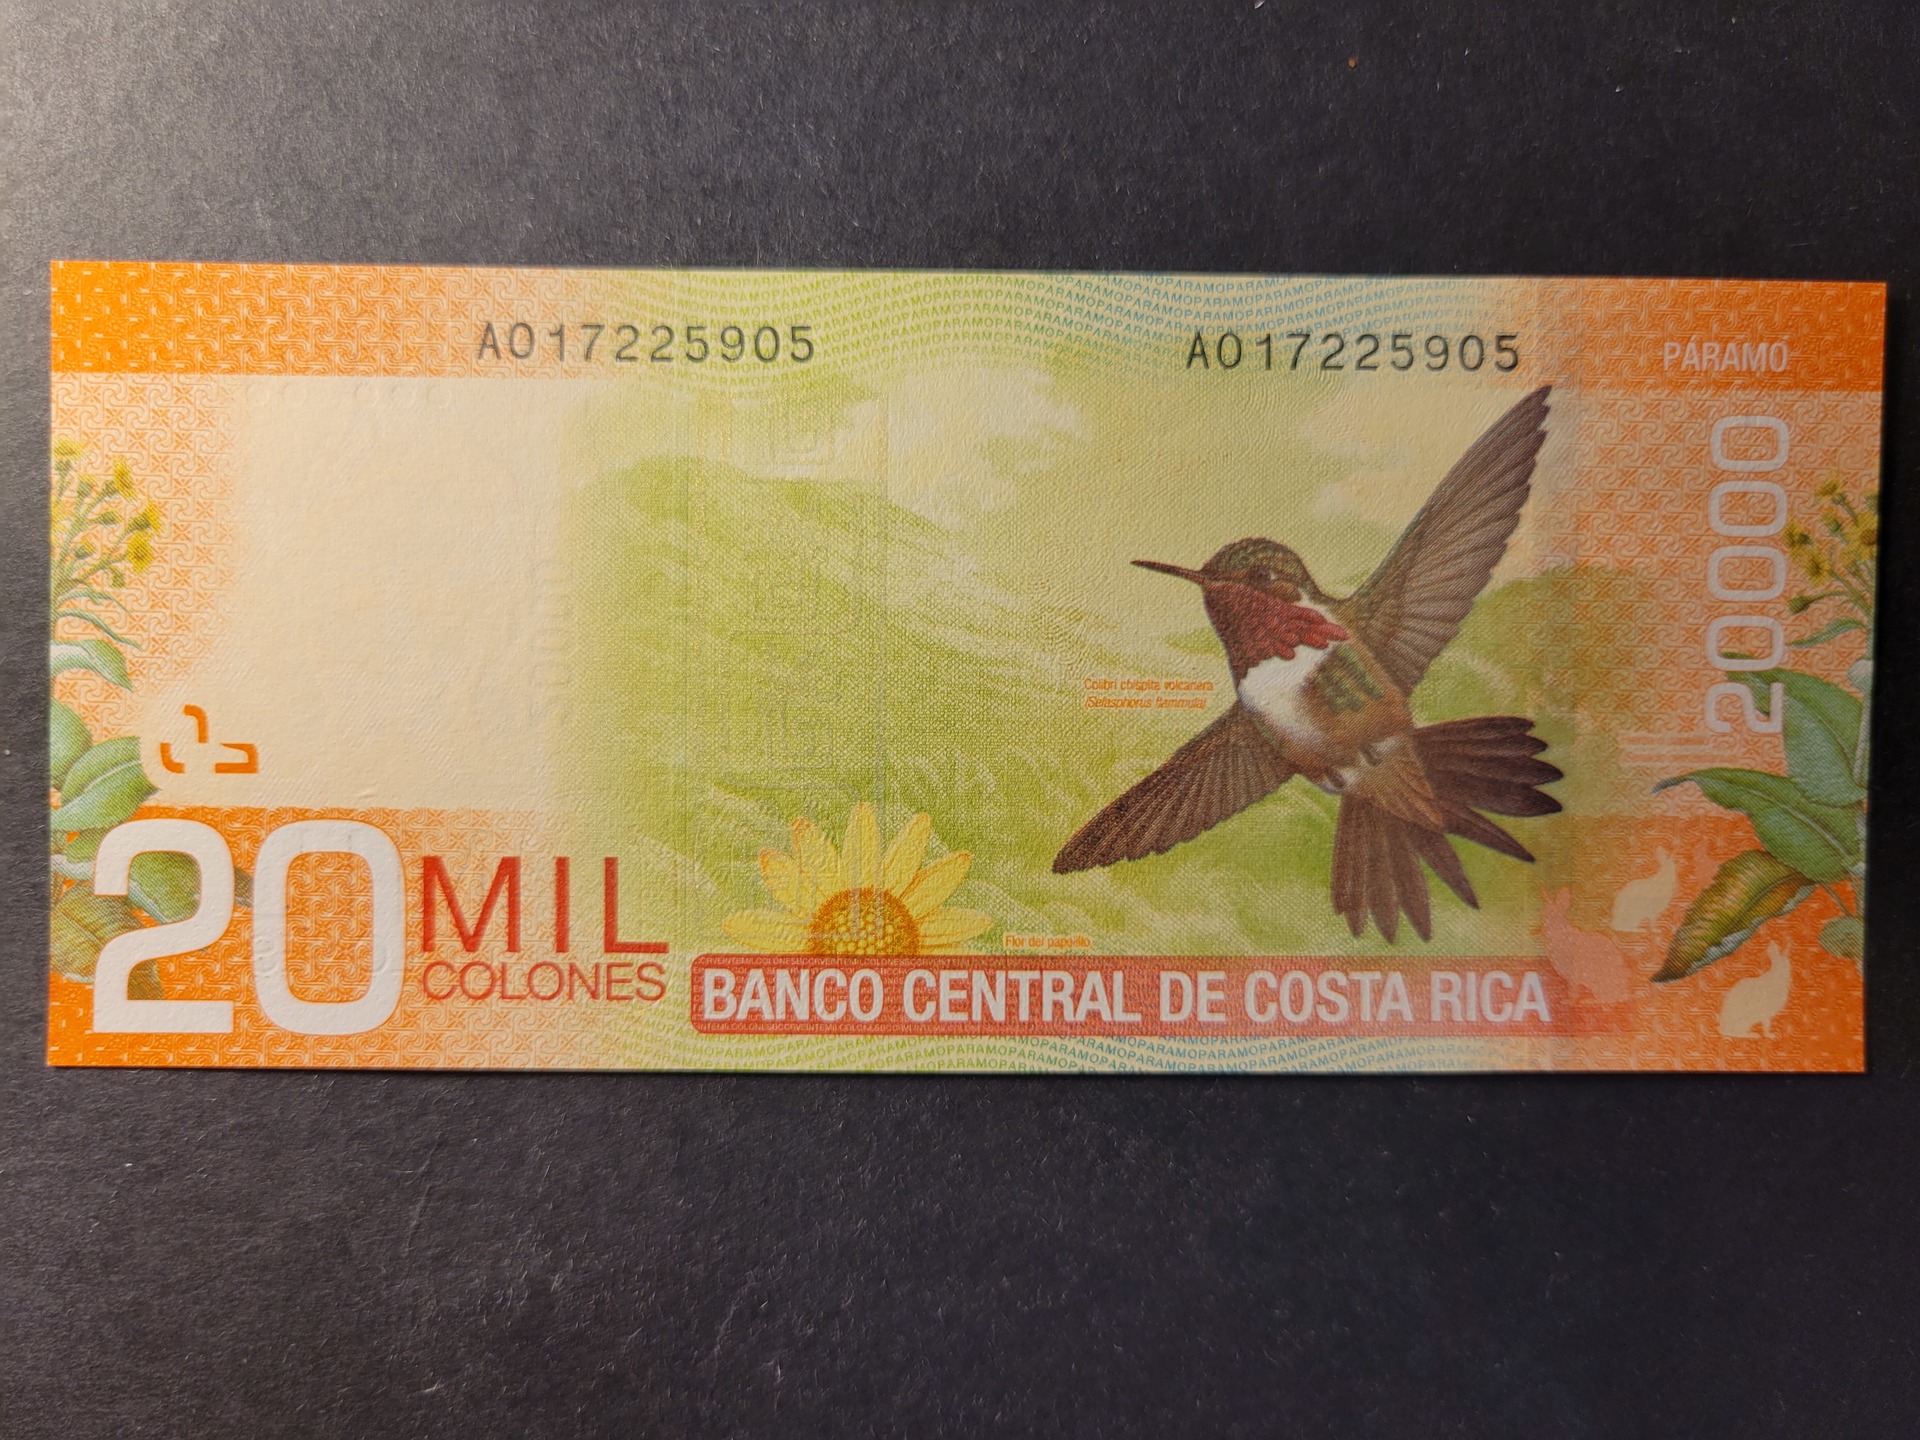 A017225905
A017225905
PÁRAMO
20000
Colibrí chispita volcanera
(Selasphorus flammula)
20
MIL
COLONES
Flor del papelillo
BANCO CENTRAL DE COSTA RICA